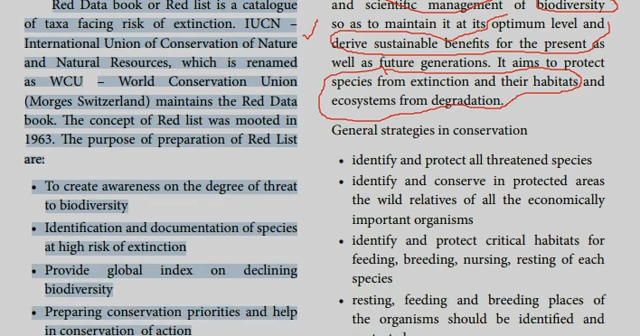 Red Data book or Red list is a catalogue
of taxa facing risk of extinction. IUCN –
International Union of Conservation of Nature
and Natural Resources, which is renamed
as WCU – World Conservation Union
(Morges Switzerland) maintains the Red Data
book. The concept of Red list was mooted in
1963. The purpose of preparation of Red List
are:
• To create awareness on the degree of threat
to biodiversity
• Identification and documentation of species
at high risk of extinction
• Provide global index on declining
biodiversity
• Preparing conservation priorities and help
in conservation of action
and scientific management of biodiversity
so as to maintain it at its optimum level and
derive sustainable benefits for the present as
well as future generations. It aims to protect
species from extinction and their habitats and
ecosystems from degradation.
General strategies in conservation
• identify and protect all threatened species
• identify and conserve in protected areas
the wild relatives of all the economically
important organisms
• identify and protect critical habitats for
feeding, breeding, nursing, resting of each
species
• resting, feeding and breeding places of
the organisms should be identified and